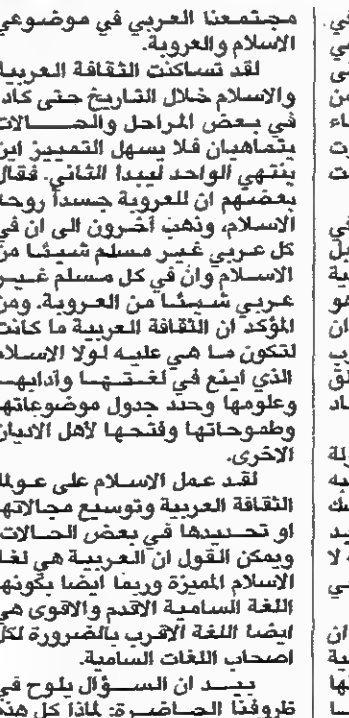 مجتمعنا العربي في موضوعي
الاسلام والعروبة.
لقد تساكنت الثقافة العربية
والاسلام خلال التاريخ حتى كادا
في بعض المراحل والحالات
يتماهيان فلا يسهل التمييز اين
ينتهي الواحد ليبدا الثاني. فقال
بعضهم ان للعروبة جسداً روحه
الاسلام، وذهب آخرون الى ان في
كل عربي غير مسلم شيئاً من
الاسلام وان في كل مسلم غير
عربي شيئاً من العروبة. ومن
المؤكد ان الثقافة العربية ما كانت
لتكون ما هي عليه لولا الاسلام
الذي اينع في لغتها وآدابها
وعلومها وحدد جدول موضوعاتها
وطموحاتها وفتحها لأهل الاديان
الاخرى.
لقد عمل الاسلام على عولمة
الثقافة العربية وتوسيع مجالاتها
او تحديدها في بعض الحالات.
ويمكن القول ان العربية هي لغة
الاسلام المميزة وربما ايضا بكونها
اللغة السامية الاقدم والاقوى هي
ايضا اللغة الاقرب بالضرورة لكل
اصحاب اللغات السامية.
بيد ان السؤال يلوح في
ظروفنا الحاضرة: لماذا كل هذه